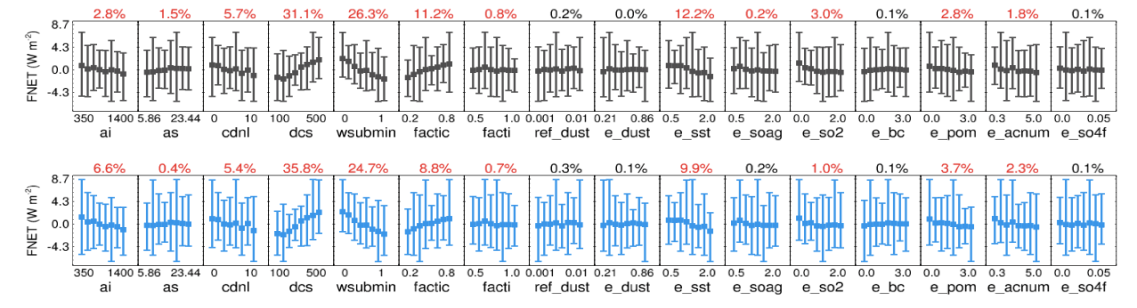 2.8% 1.5% 5.7% 31.1% 26.3% 11.2% 0.8% 0.2% 0.0% 12.2% 0.2% 3.0% 0.1% 2.8% 1.8% 0.1%
8.7
4.3
0.0
-4.3
FNET (W m⁻²)
350 1400 5.86 23.44 0 10 100 500 0 1 0.2 0.8 0.5 1.0 0.001 0.01 0.21 0.86 0.5 2.0 0.5 2.0 0.0 2.0 0.0 3.0 0.0 3.0 0.3 5.0 0.0 0.05
ai as cdnl dcs wsubmin factic facti ref_dust e_dust e_sst e_soag e_so2 e_bc e_pom e_acnum e_so4f
6.6% 0.4% 5.4% 35.8% 24.7% 8.8% 0.7% 0.3% 0.1% 9.9% 0.2% 1.0% 0.1% 3.7% 2.3% 0.1%
8.7
4.3
0.0
-4.3
FNET (W m⁻²)
350 1400 5.86 23.44 0 10 100 500 0 1 0.2 0.8 0.5 1.0 0.001 0.01 0.21 0.86 0.5 2.0 0.5 2.0 0.0 2.0 0.0 3.0 0.0 3.0 0.3 5.0 0.0 0.05
ai as cdnl dcs wsubmin factic facti ref_dust e_dust e_sst e_soag e_so2 e_bc e_pom e_acnum e_so4f